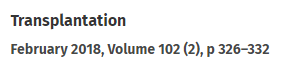 Transplantation
February 2018, Volume 102 (2), p 326–332